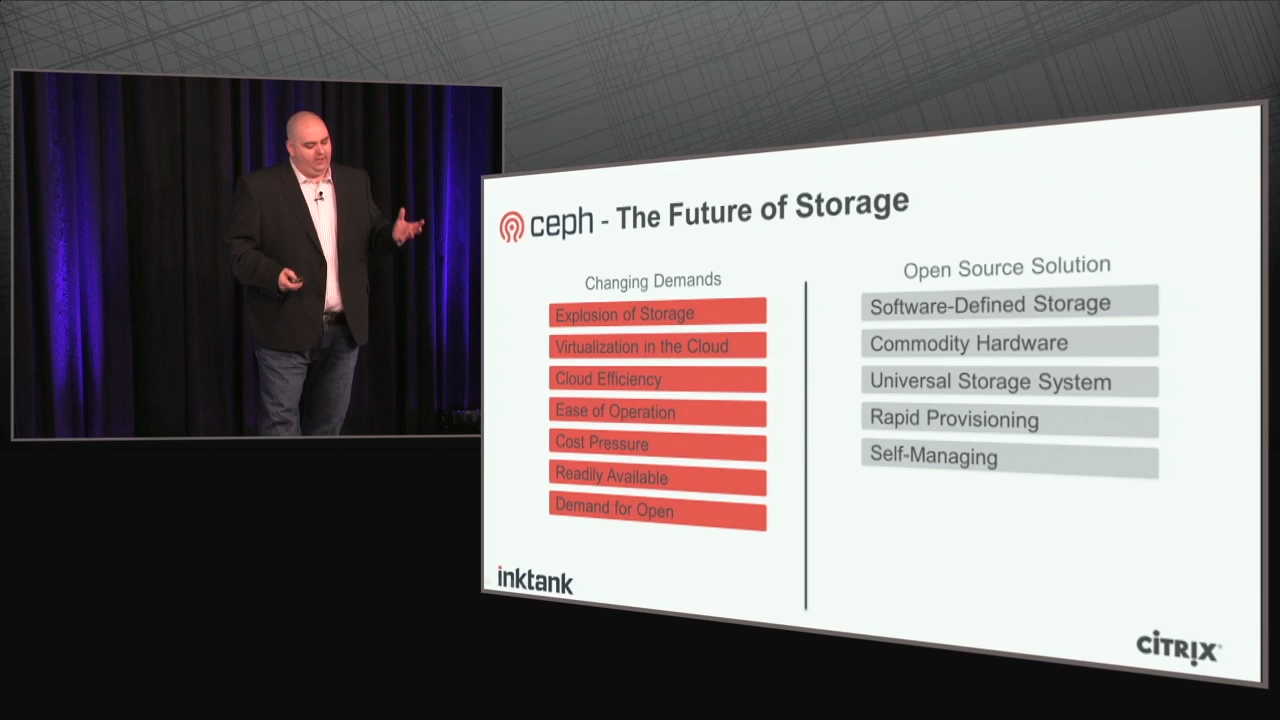 ceph - The Future of Storage
Changing Demands
Explosion of Storage
Virtualization in the Cloud
Cloud Efficiency
Ease of Operation
Cost Pressure
Readily Available
Demand for Open
Open Source Solution
Software-Defined Storage
Commodity Hardware
Universal Storage System
Rapid Provisioning
Self-Managing
inktank
CITRIX